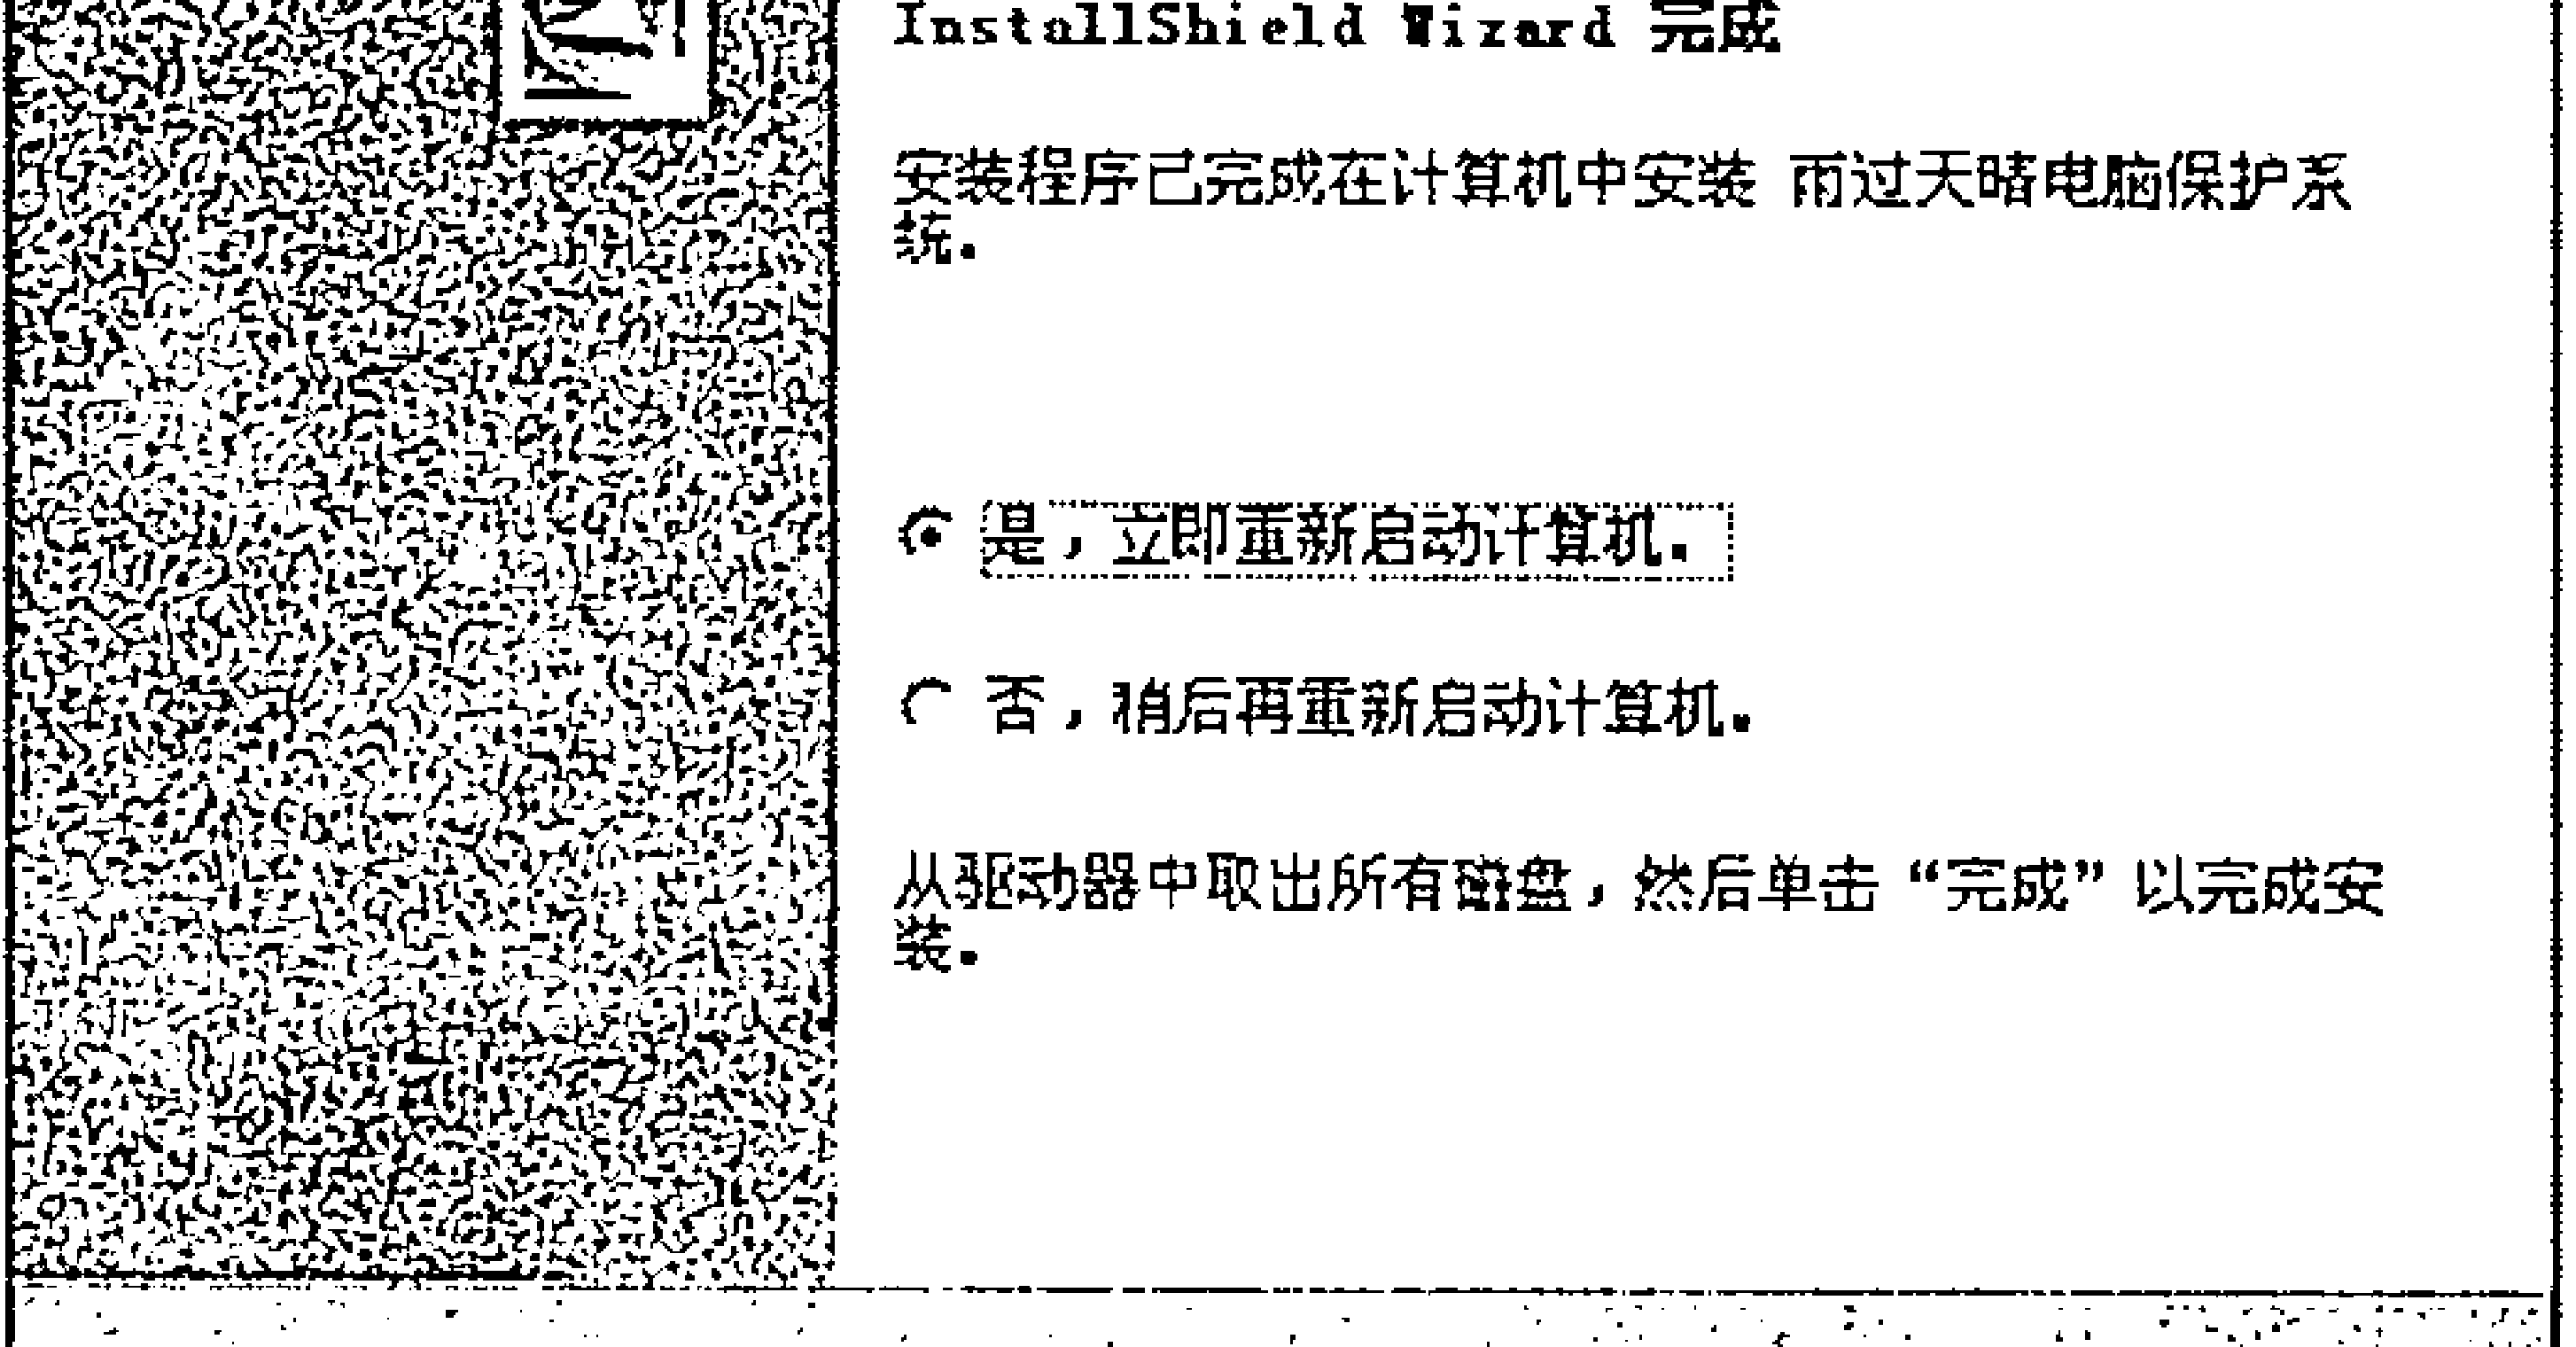 InstallShield Wizard 完成
安装程序已完成在计算机中安装 雨过天晴电脑保护系
统.
是，立即重新启动计算机.
否，稍后再重新启动计算机.
从驱动器中取出所有磁盘，然后单击“完成”以完成安
装.